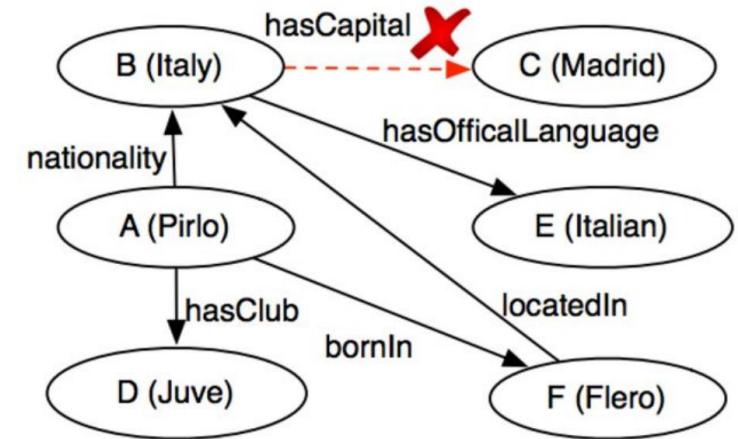 hasCapital
B (Italy)
C (Madrid)
hasOfficalLanguage
nationality
A (Pirlo)
E (Italian)
hasClub
locatedIn
bornIn
D (Juve)
F (Flero)